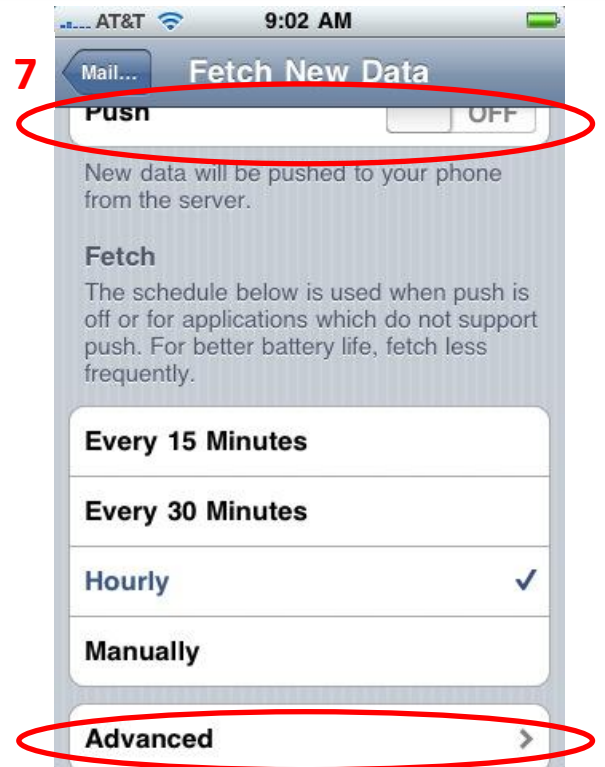 AT&T 9:02 AM
7 Mail... Fetch New Data
Push OFF
New data will be pushed to your phone
from the server.
Fetch
The schedule below is used when push is
off or for applications which do not support
push. For better battery life, fetch less
frequently.
Every 15 Minutes
Every 30 Minutes
Hourly
Manually
Advanced